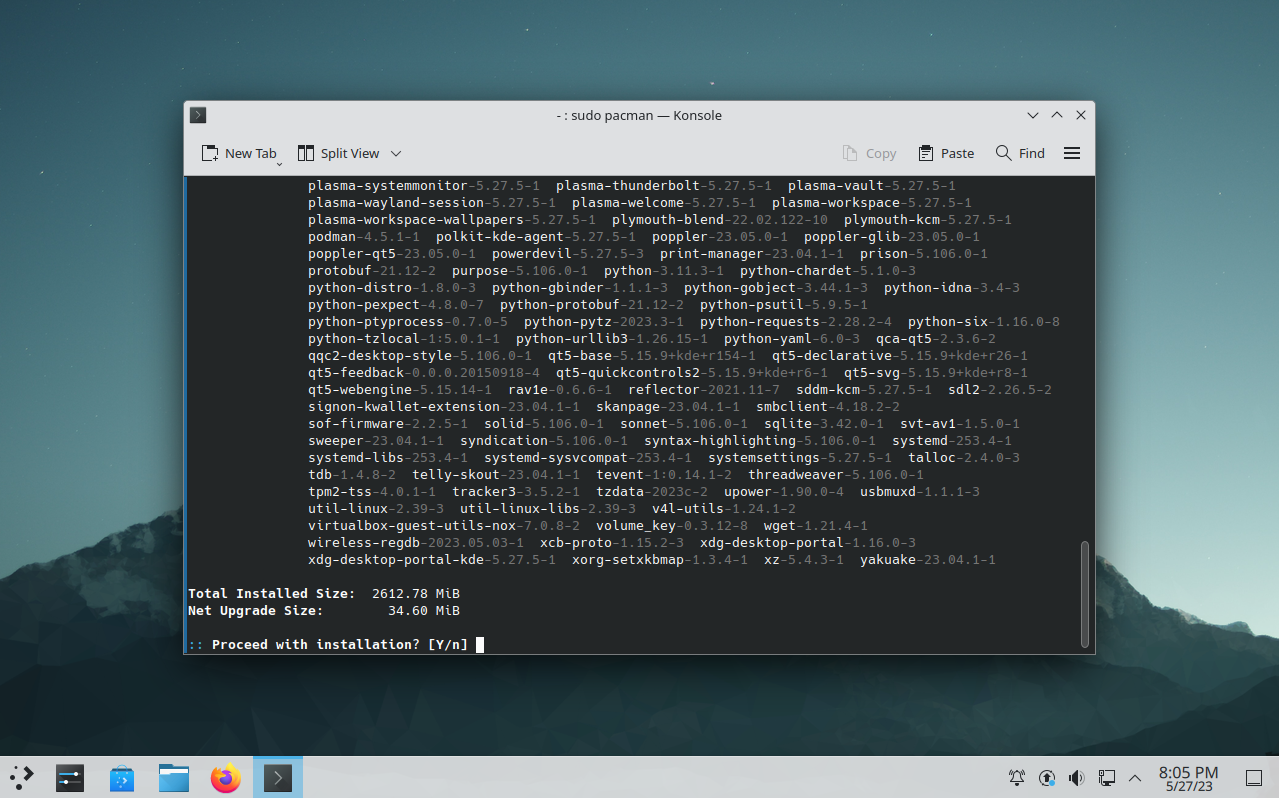 - : sudo pacman — Konsole
New Tab Split View Copy Paste Find
plasma-systemmonitor-5.27.5-1 plasma-thunderbolt-5.27.5-1 plasma-vault-5.27.5-1
plasma-wayland-session-5.27.5-1 plasma-welcome-5.27.5-1 plasma-workspace-5.27.5-1
plasma-workspace-wallpapers-5.27.5-1 plymouth-blend-22.02.122-10 plymouth-kcm-5.27.5-1
podman-4.5.1-1 polkit-kde-agent-5.27.5-1 poppler-23.05.0-1 poppler-glib-23.05.0-1
poppler-qt5-23.05.0-1 powerdevil-5.27.5-3 print-manager-23.04.1-1 prison-5.106.0-1
protobuf-21.12-2 purpose-5.106.0-1 python-3.11.3-1 python-chardet-5.1.0-3
python-distro-1.8.0-3 python-gbinder-1.1.1-3 python-gobject-3.44.1-3 python-idna-3.4-3
python-pexpect-4.8.0-7 python-protobuf-21.12-2 python-psutil-5.9.5-1
python-ptyprocess-0.7.0-5 python-pytz-2023.3-1 python-requests-2.28.2-4 python-six-1.16.0-8
python-tzlocal-1:5.0.1-1 python-urllib3-1.26.15-1 python-yaml-6.0-3 qca-qt5-2.3.6-2
qqc2-desktop-style-5.106.0-1 qt5-base-5.15.9+kde+r154-1 qt5-declarative-5.15.9+kde+r26-1
qt5-feedback-0.0.0.20150918-4 qt5-quickcontrols2-5.15.9+kde+r6-1 qt5-svg-5.15.9+kde+r8-1
qt5-webengine-5.15.14-1 rav1e-0.6.6-1 reflector-2021.11-7 sddm-kcm-5.27.5-1 sdl2-2.26.5-2
signon-kwallet-extension-23.04.1-1 skanpage-23.04.1-1 smbclient-4.18.2-2
sof-firmware-2.2.5-1 solid-5.106.0-1 sonnet-5.106.0-1 sqlite-3.42.0-1 svt-av1-1.5.0-1
sweeper-23.04.1-1 syndication-5.106.0-1 syntax-highlighting-5.106.0-1 systemd-253.4-1
systemd-libs-253.4-1 systemd-sysvcompat-253.4-1 systemsettings-5.27.5-1 talloc-2.4.0-3
tdb-1.4.8-2 telly-skout-23.04.1-1 tevent-1:0.14.1-2 threadweaver-5.106.0-1
tpm2-tss-4.0.1-1 tracker3-3.5.2-1 tzdata-2023c-2 upower-1.90.0-4 usbmuxd-1.1.1-3
util-linux-2.39-3 util-linux-libs-2.39-3 v4l-utils-1.24.1-2
virtualbox-guest-utils-nox-7.0.8-2 volume_key-0.3.12-8 wget-1.21.4-1
wireless-regdb-2023.05.03-1 xcb-proto-1.15.2-3 xdg-desktop-portal-1.16.0-3
xdg-desktop-portal-kde-5.27.5-1 xorg-setxkbmap-1.3.4-1 xz-5.4.3-1 yakuake-23.04.1-1
Total Installed Size: 2612.78 MiB
Net Upgrade Size: 34.60 MiB
:: Proceed with installation? [Y/n]
8:05 PM
5/27/23